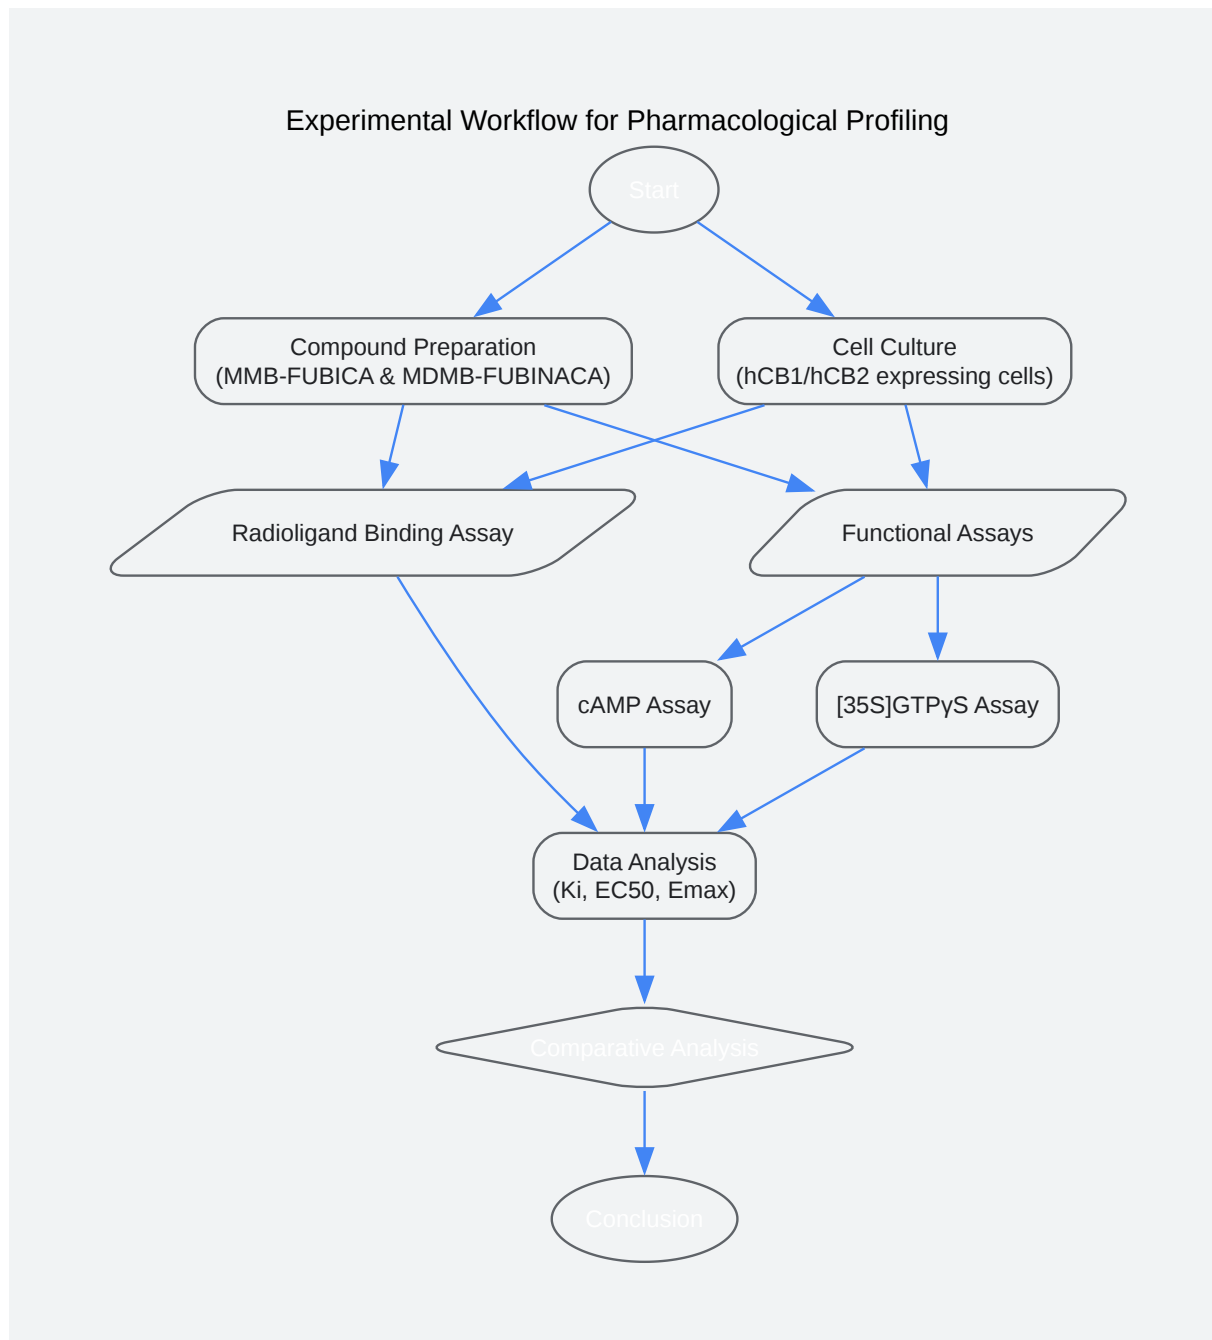 Experimental Workflow for Pharmacological Profiling
Start
Compound Preparation
(MMB-FUBICA & MDMB-FUBINACA)
Cell Culture
(hCB1/hCB2 expressing cells)
Radioligand Binding Assay
Functional Assays
cAMP Assay
[35S]GTPγS Assay
Data Analysis
(Ki, EC50, Emax)
Comparative Analysis
Conclusion